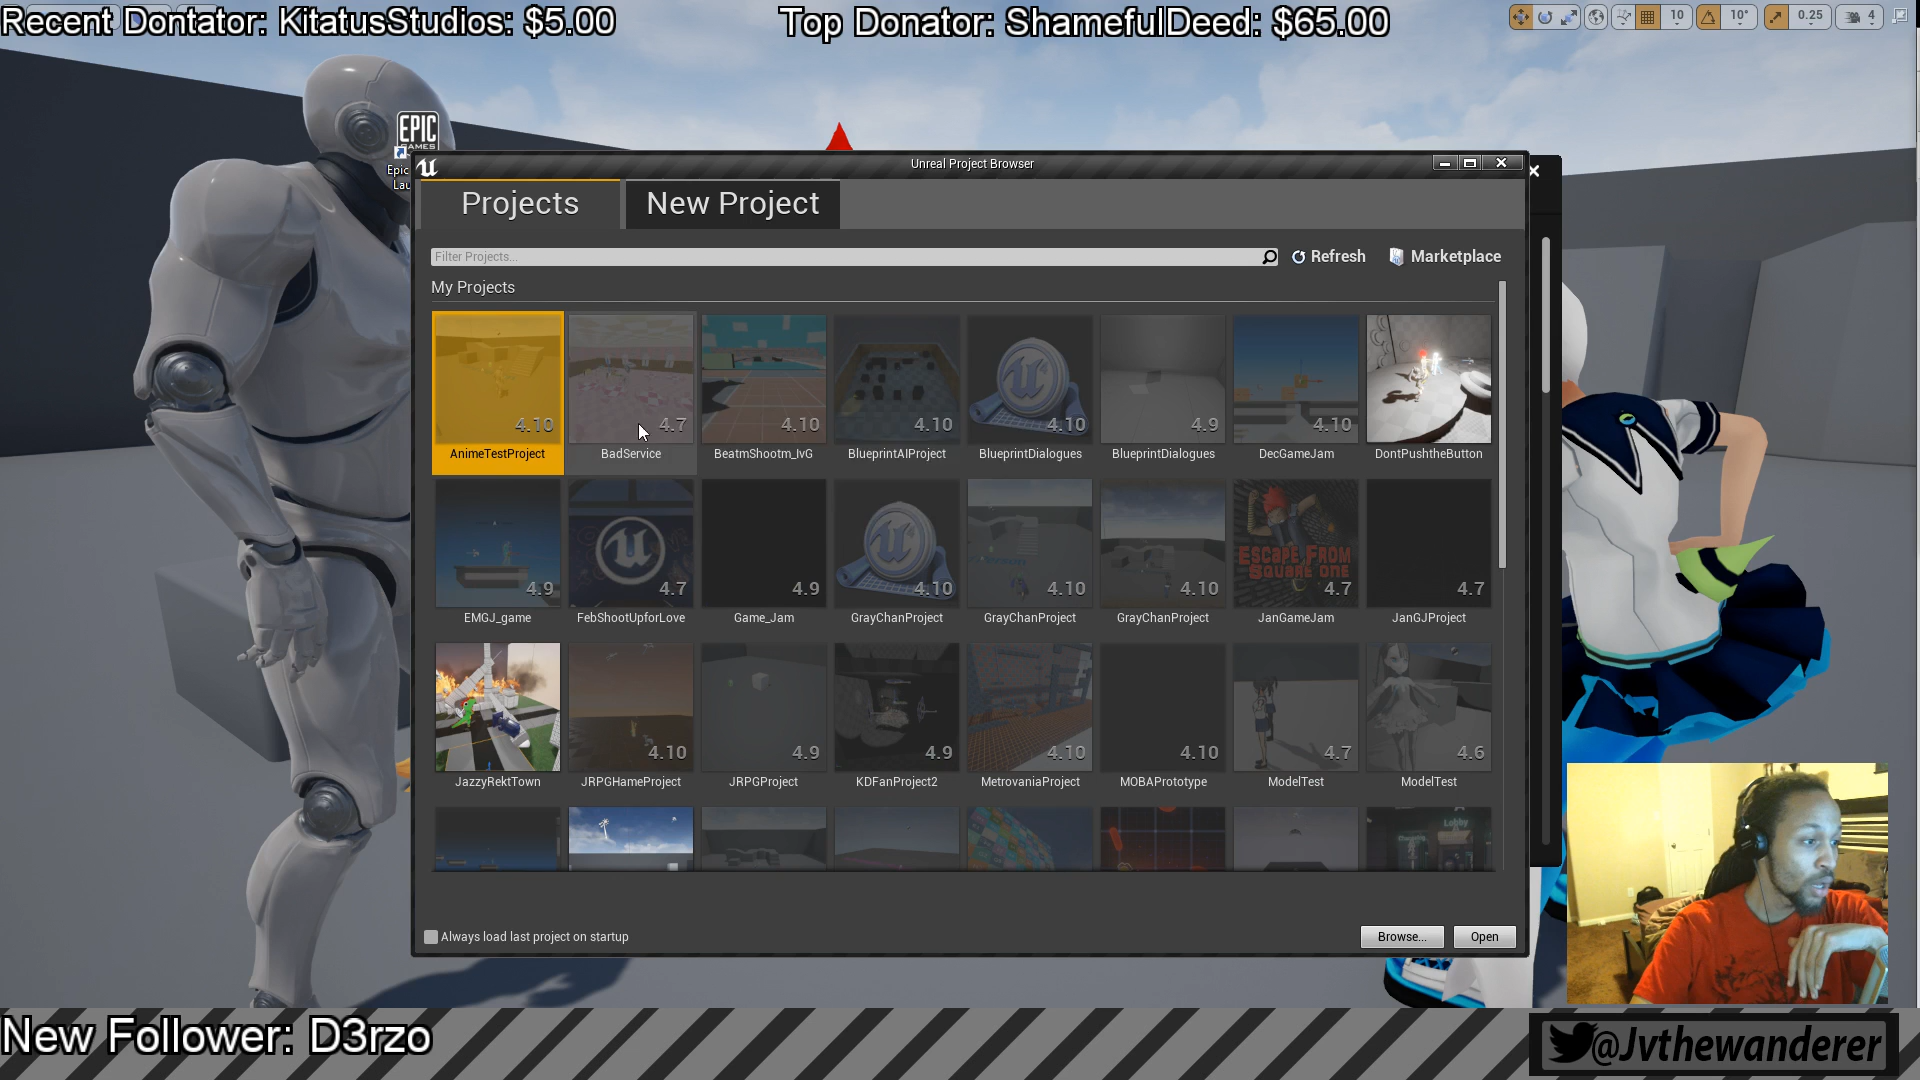 Recent Dontator: KitatusStudios: $5.00
Top Donator: ShamefulDeed: $65.00
10
10°
0.25
4
EPIC
GAMES
Epic
Lau
Unreal Project Browser
Projects
New Project
Filter Projects...
Refresh
Marketplace
My Projects
4.10
4.7
4.10
4.10
4.10
4.9
4.10
AnimeTestProject
BadService
BeatmShootm_IvG
BlueprintAIProject
BlueprintDialogues
BlueprintDialogues
DecGameJam
DontPushtheButton
ESCAPE FROM
SQUARE ONE
4.9
4.7
4.9
4.10
4.10
4.10
4.7
4.7
EMGJ_game
FebShootUpforLove
Game_Jam
GrayChanProject
GrayChanProject
GrayChanProject
JanGameJam
JanGJProject
4.10
4.9
4.9
4.10
4.10
4.7
4.6
JazzyRektTown
JRPGHameProject
JRPGProject
KDFanProject2
MetrovaniaProject
MOBAPrototype
ModelTest
ModelTest
Lobby
Always load last project on startup
Browse...
Open
New Follower: D3rzo
@Jvthewanderer